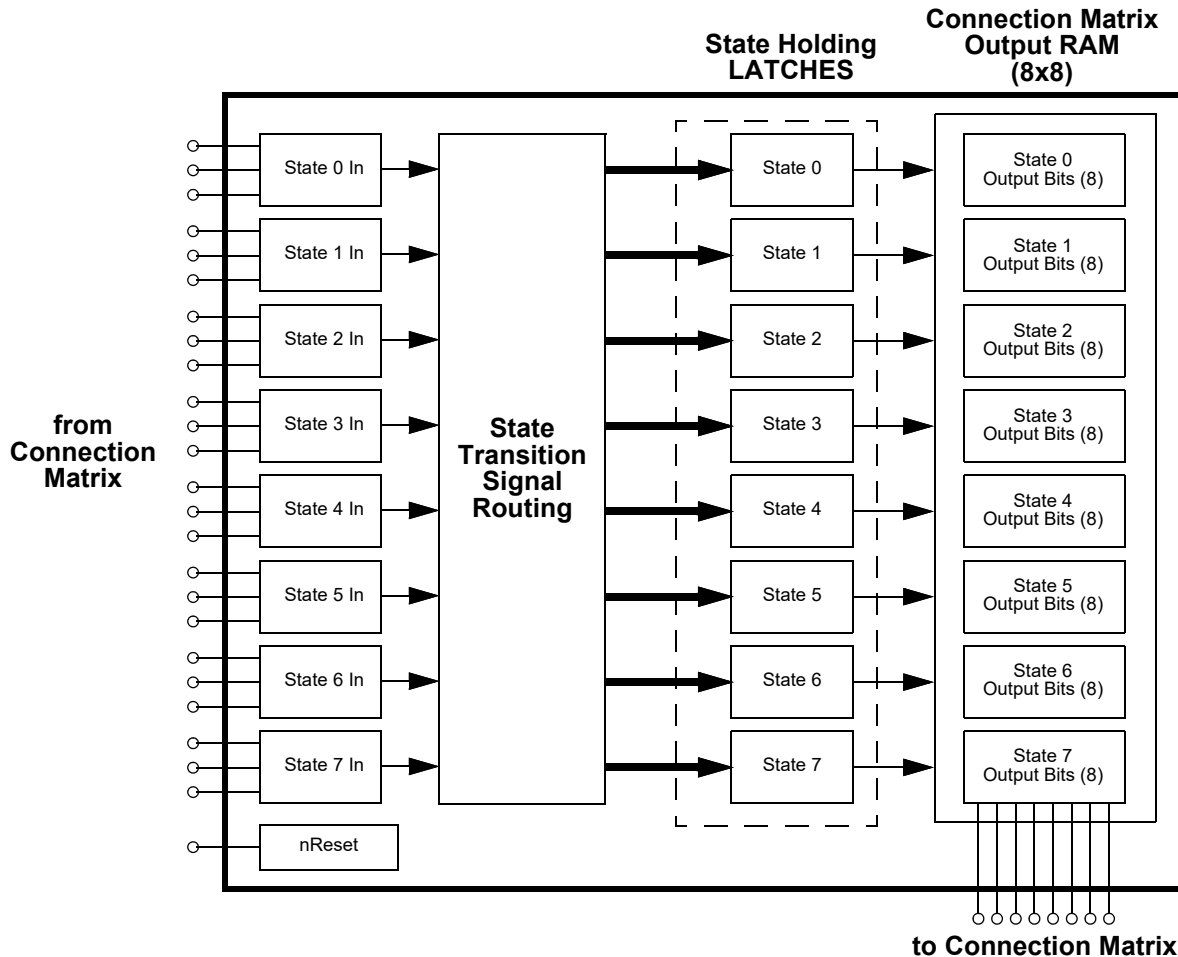 State Holding
LATCHES
Connection Matrix
Output RAM
(8x8)
from
Connection
Matrix
State 0 In
State 1 In
State 2 In
State 3 In
State 4 In
State 5 In
State 6 In
State 7 In
nReset
State
Transition
Signal
Routing
State 0
State 1
State 2
State 3
State 4
State 5
State 6
State 7
State 0
Output Bits (8)
State 1
Output Bits (8)
State 2
Output Bits (8)
State 3
Output Bits (8)
State 4
Output Bits (8)
State 5
Output Bits (8)
State 6
Output Bits (8)
State 7
Output Bits (8)
to Connection Matrix